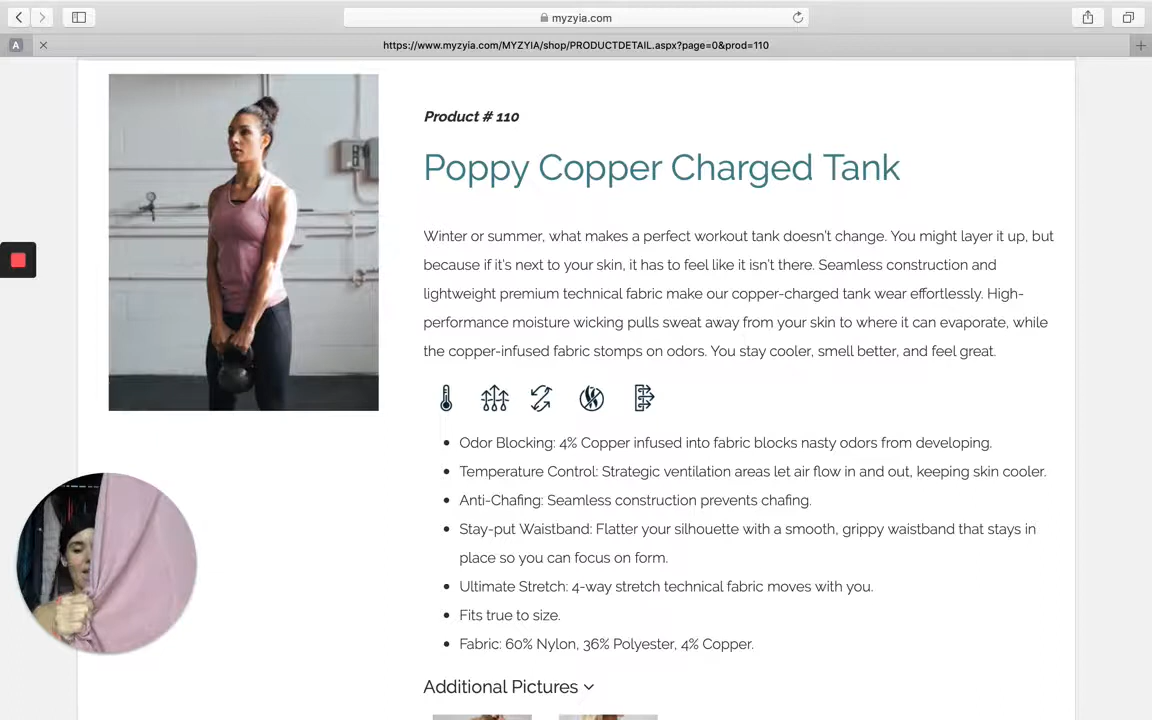 myzyia.com
A
https://www.myzyia.com/MYZYIA/shop/PRODUCTDETAIL.aspx?page=0&prod=110
Product # 110
Poppy Copper Charged Tank
Winter or summer, what makes a perfect workout tank doesn't change. You might layer it up, but
because if it's next to your skin, it has to feel like it isn't there. Seamless construction and
lightweight premium technical fabric make our copper-charged tank wear effortlessly. High-
performance moisture wicking pulls sweat away from your skin to where it can evaporate, while
the copper-infused fabric stomps on odors. You stay cooler, smell better, and feel great.
Odor Blocking: 4% Copper infused into fabric blocks nasty odors from developing.
Temperature Control: Strategic ventilation areas let air flow in and out, keeping skin cooler.
Anti-Chafing: Seamless construction prevents chafing.
Stay-put Waistband: Flatter your silhouette with a smooth, grippy waistband that stays in
place so you can focus on form.
Ultimate Stretch: 4-way stretch technical fabric moves with you.
Fits true to size.
Fabric: 60% Nylon, 36% Polyester, 4% Copper.
Additional Pictures